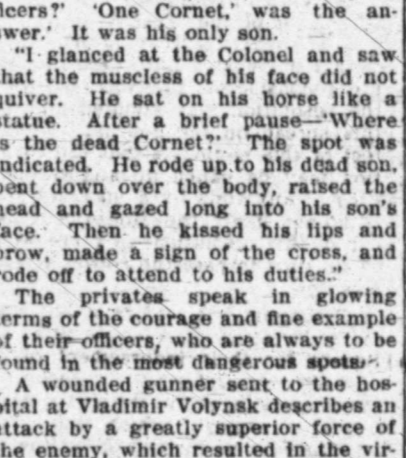 ficers?' 'One Cornet,' was the an-
swer.' It was his only son.
"I glanced at the Colonel and saw
that the muscless of his face did not
quiver. He sat on his horse like a
statue. After a brief pause—'Where
s the dead Cornet?' The spot was
indicated. He rode up to his dead son,
bent down over the body, raised the
head and gazed long into his son's
face. Then he kissed his lips and
brow, made a sign of the cross, and
rode off to attend to his duties."
The privates speak in glowing
terms of the courage and fine example
of their officers, who are always to be
found in the most dangerous spots.
A wounded gunner sent to the hos-
pital at Vladimir Volynsk describes an
attack by a greatly superior force of
the enemy, which resulted in the vir-